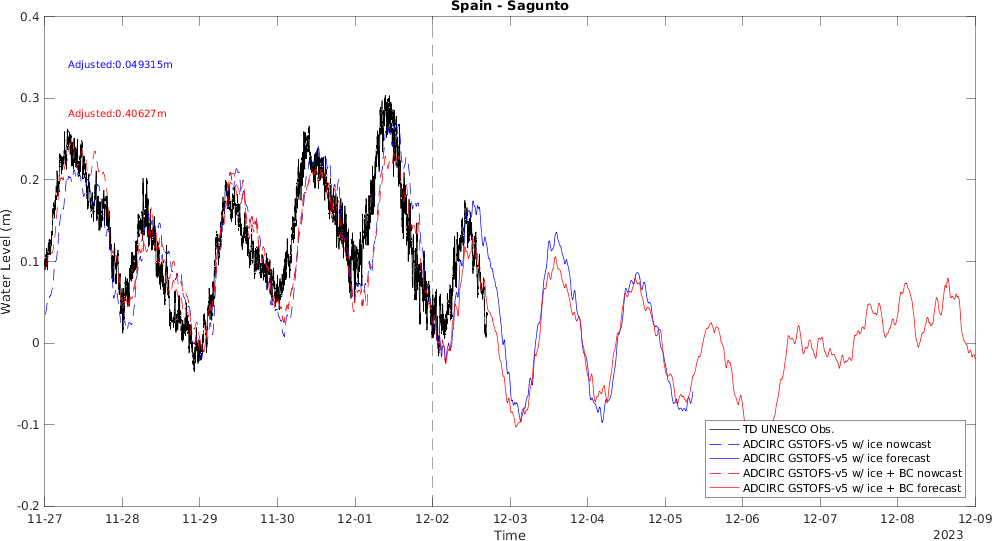 Spain - Sagunto
0.4
Adjusted:0.049315m
0.3
Adjusted:0.40627m
0.2
Water Level (m)
0.1
0
-0.1
TD UNESCO Obs.
ADCIRC GSTOFS-v5 w/ ice nowcast
ADCIRC GSTOFS-v5 w/ ice forecast
ADCIRC GSTOFS-v5 w/ ice + BC nowcast
ADCIRC GSTOFS-v5 w/ ice + BC forecast
-0.2
11-27 11-28 11-29 11-30 12-01 12-02 12-03 12-04 12-05 12-06 12-07 12-08 12-09
Time
2023